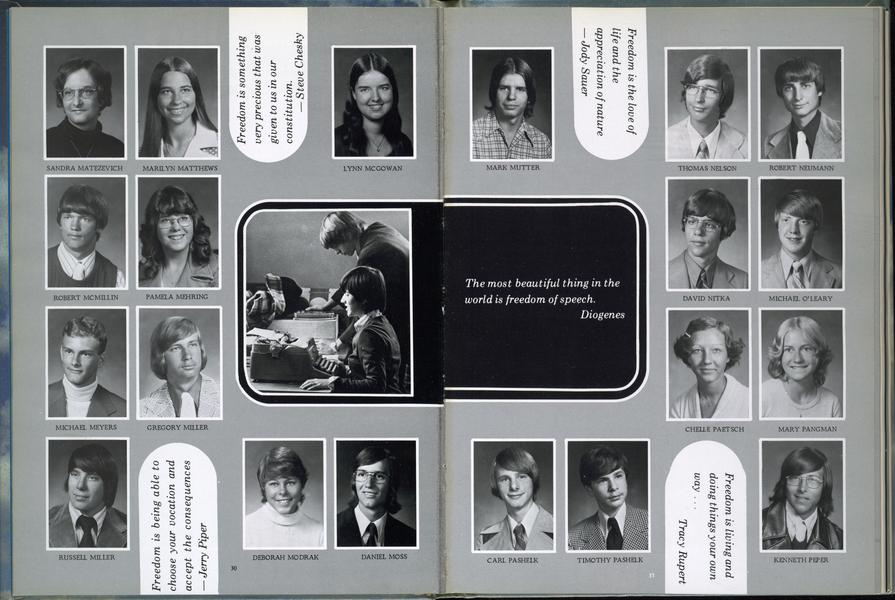 Freedom is something
very precious that was
given to us in our
constitution.
— Steve Chesky
SANDRA MATEZEVICH
MARILYN MATTHEWS
LYNN MCGOWAN
ROBERT MCMILLIN
PAMELA MEHRING
MICHAEL MEYERS
GREGORY MILLER
RUSSELL MILLER
Freedom is being able to
choose your vocation and
accept the consequences
— Jerry Piper
DEBORAH MODRAK
DANIEL MOSS
30
Freedom is the love of
life and the
appreciation of nature
— Jody Sauer
MARK MUTTER
THOMAS NELSON
ROBERT NEUMANN
The most beautiful thing in the
world is freedom of speech.
Diogenes
DAVID NITKA
MICHAEL O'LEARY
CHELLE PAETSCH
MARY PANGMAN
CARL PASHELK
TIMOTHY PASHELK
Freedom is living and
doing things your own
way . . .
Tracy Rupert
KENNETH PEPER